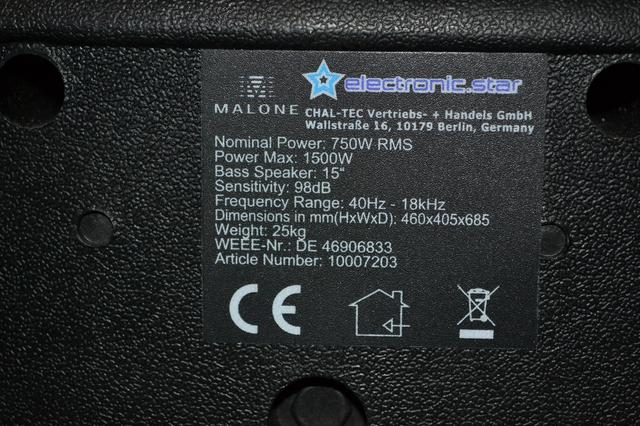 electronic.star
MALONE
CHAL-TEC Vertriebs- + Handels GmbH
Wallstraße 16, 10179 Berlin, Germany
Nominal Power: 750W RMS
Power Max: 1500W
Bass Speaker: 15“
Sensitivity: 98dB
Frequency Range: 40Hz - 18kHz
Dimensions in mm(HxWxD): 460x405x685
Weight: 25kg
WEEE-Nr.: DE 46906833
Article Number: 10007203
CE